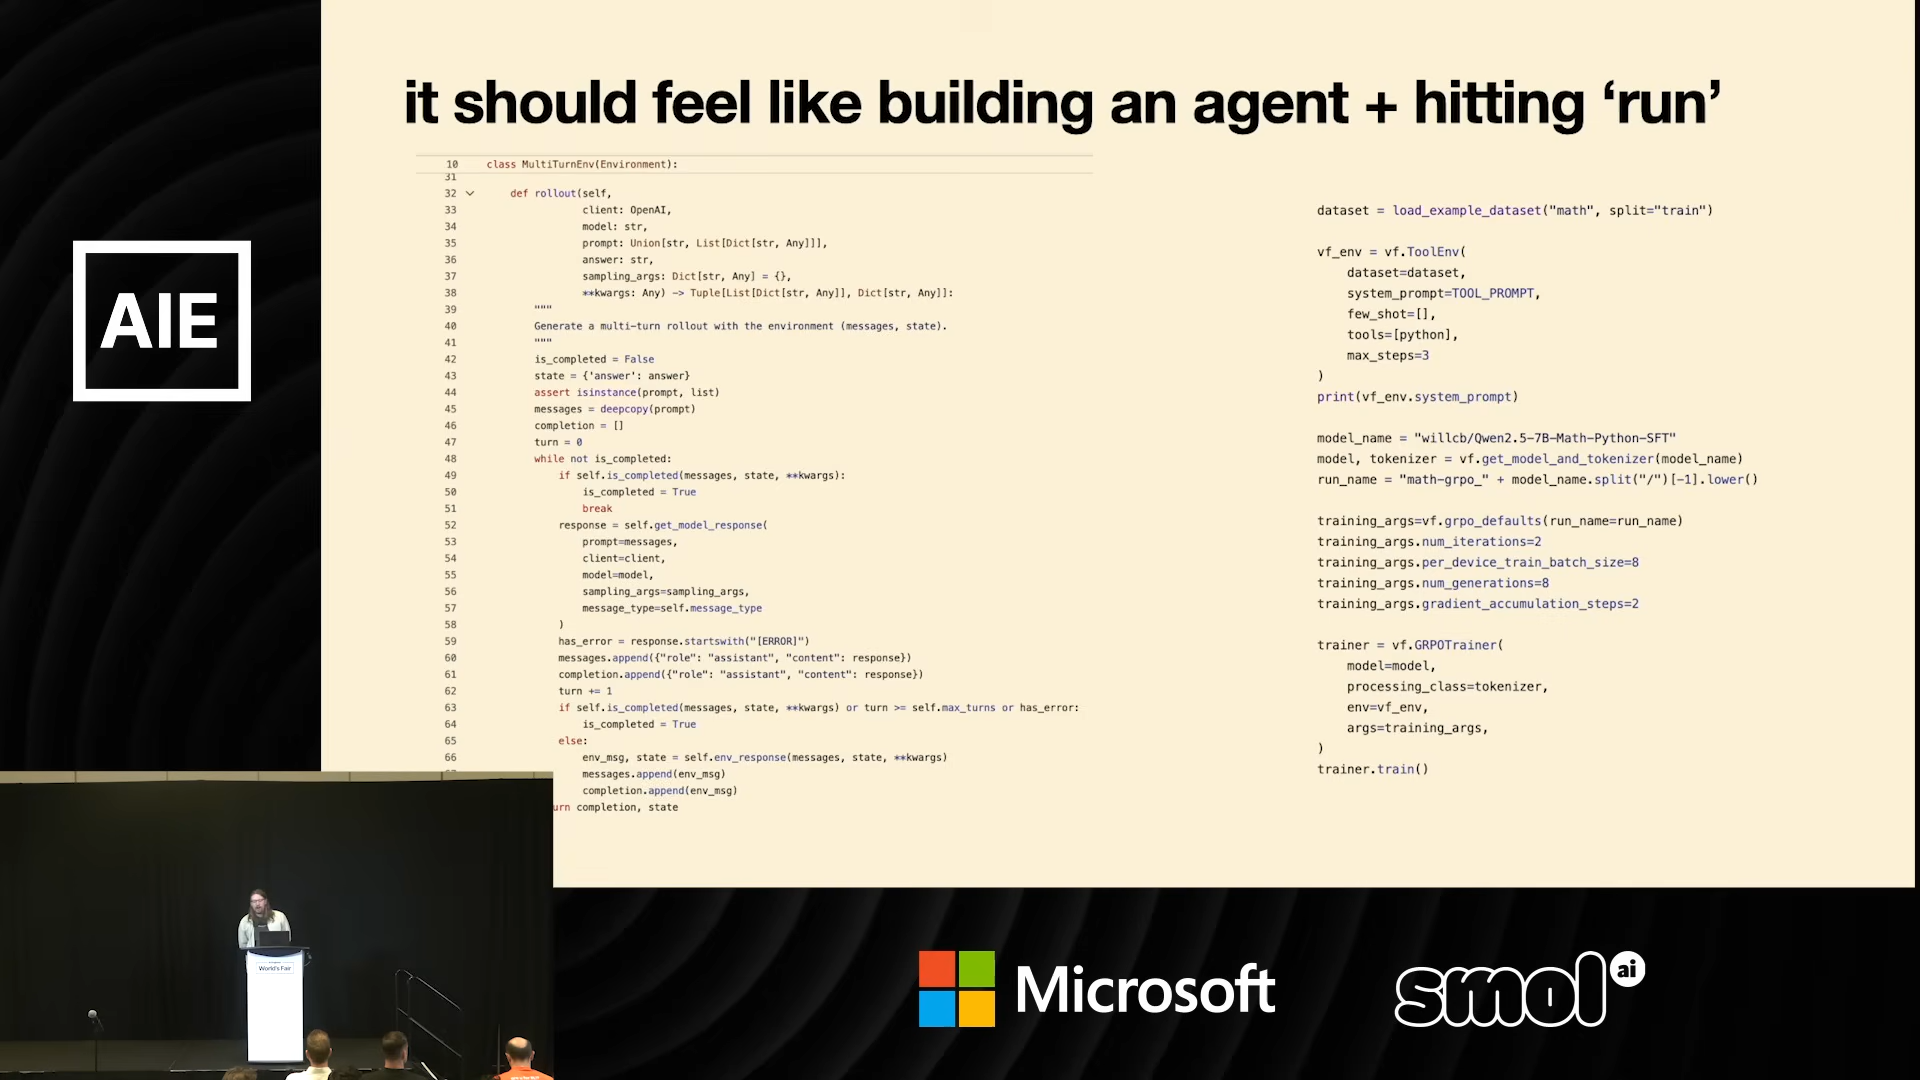 it should feel like building an agent + hitting ‘run’
10 class MultiTurnEnv(Environment):
31
32 def rollout(self,
33 client: OpenAI,
34 model: str,
35 prompt: Union[str, List[Dict[str, Any]]],
36 answer: str,
37 sampling_args: Dict[str, Any] = {},
38 **kwargs: Any) -> Tuple[List[Dict[str, Any]], Dict[str, Any]]:
39 """
40 Generate a multi-turn rollout with the environment (messages, state).
41 """
42 is_completed = False
43 state = {'answer': answer}
44 assert isinstance(prompt, list)
45 messages = deepcopy(prompt)
46 completion = []
47 turn = 0
48 while not is_completed:
49 if self.is_completed(messages, state, **kwargs):
50 is_completed = True
51 break
52 response = self.get_model_response(
53 prompt=messages,
54 client=client,
55 model=model,
56 sampling_args=sampling_args,
57 message_type=self.message_type
58 )
59 has_error = response.startswith("[ERROR]")
60 messages.append({"role": "assistant", "content": response})
61 completion.append({"role": "assistant", "content": response})
62 turn += 1
63 if self.is_completed(messages, state, **kwargs) or turn >= self.max_turns or has_error:
64 is_completed = True
65 else:
66 env_msg, state = self.env_response(messages, state, **kwargs)
messages.append(env_msg)
completion.append(env_msg)
urn completion, state
dataset = load_example_dataset("math", split="train")
vf_env = vf.ToolEnv(
dataset=dataset,
system_prompt=TOOL_PROMPT,
few_shot=[],
tools=[python],
max_steps=3
)
print(vf_env.system_prompt)
model_name = "willcb/Qwen2.5-7B-Math-Python-SFT"
model, tokenizer = vf.get_model_and_tokenizer(model_name)
run_name = "math-grpo_" + model_name.split("/")[-1].lower()
training_args=vf.grpo_defaults(run_name=run_name)
training_args.num_iterations=2
training_args.per_device_train_batch_size=8
training_args.num_generations=8
training_args.gradient_accumulation_steps=2
trainer = vf.GRPOTrainer(
model=model,
processing_class=tokenizer,
env=vf_env,
args=training_args,
)
trainer.train()
AIE
World's Fair
Microsoft
smol ai